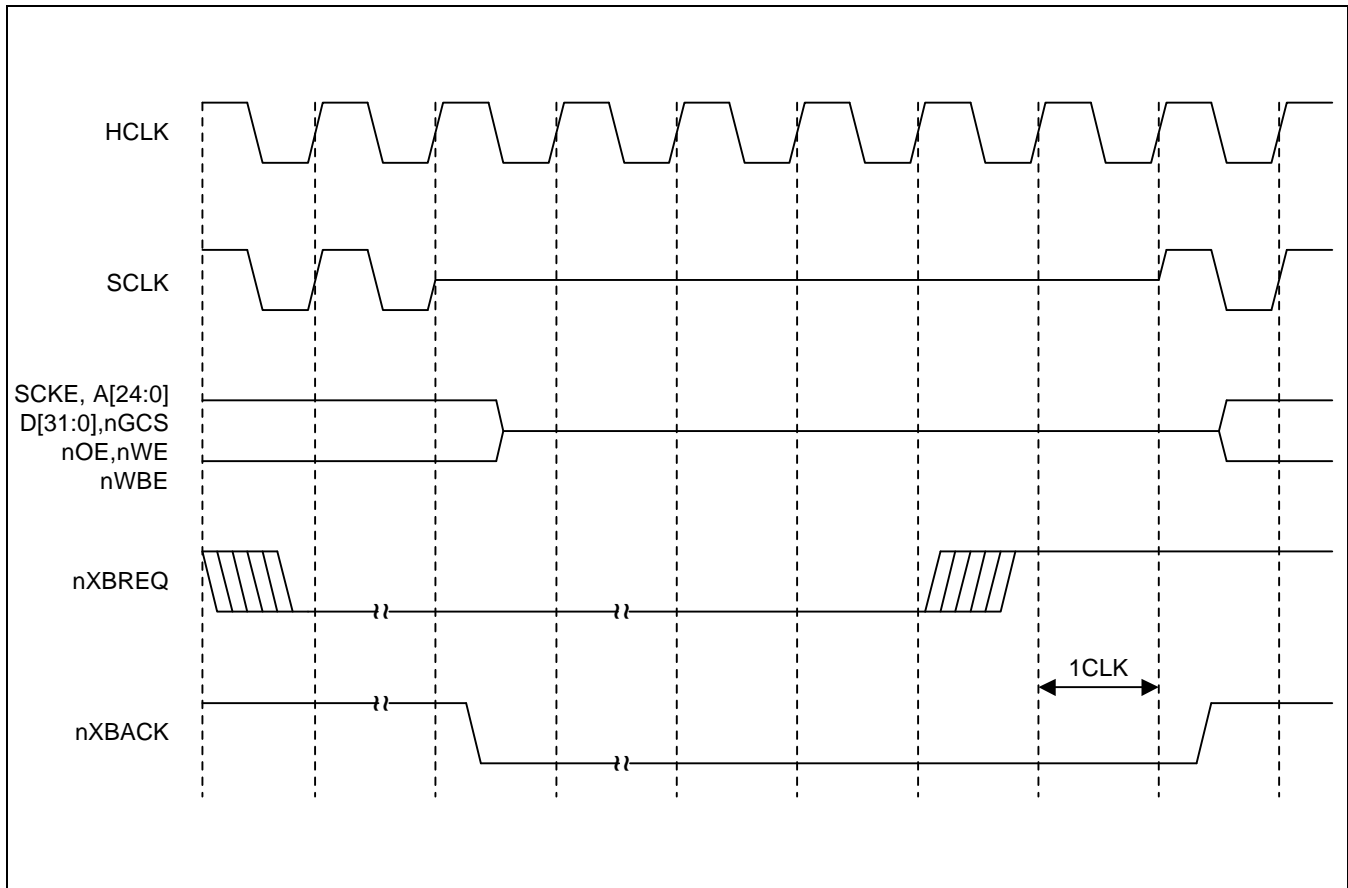 HCLK
SCLK
SCKE, A[24:0]
D[31:0],nGCS
nOE,nWE
nWBE
nXBREQ
1CLK
nXBACK